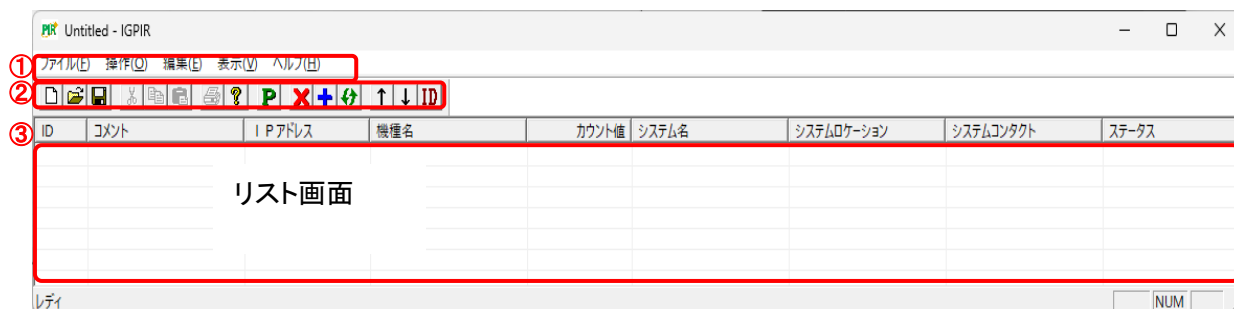 PIR Untitled - IGPIR
① ファイル(F) 操作(O) 編集(E) 表示(V) ヘルプ(H)
② P ID
③ ID コメント ＩＰアドレス 機種名 カウント値 システム名 システムロケーション システムコンタクト ステータス
リスト画面
レディ NUM